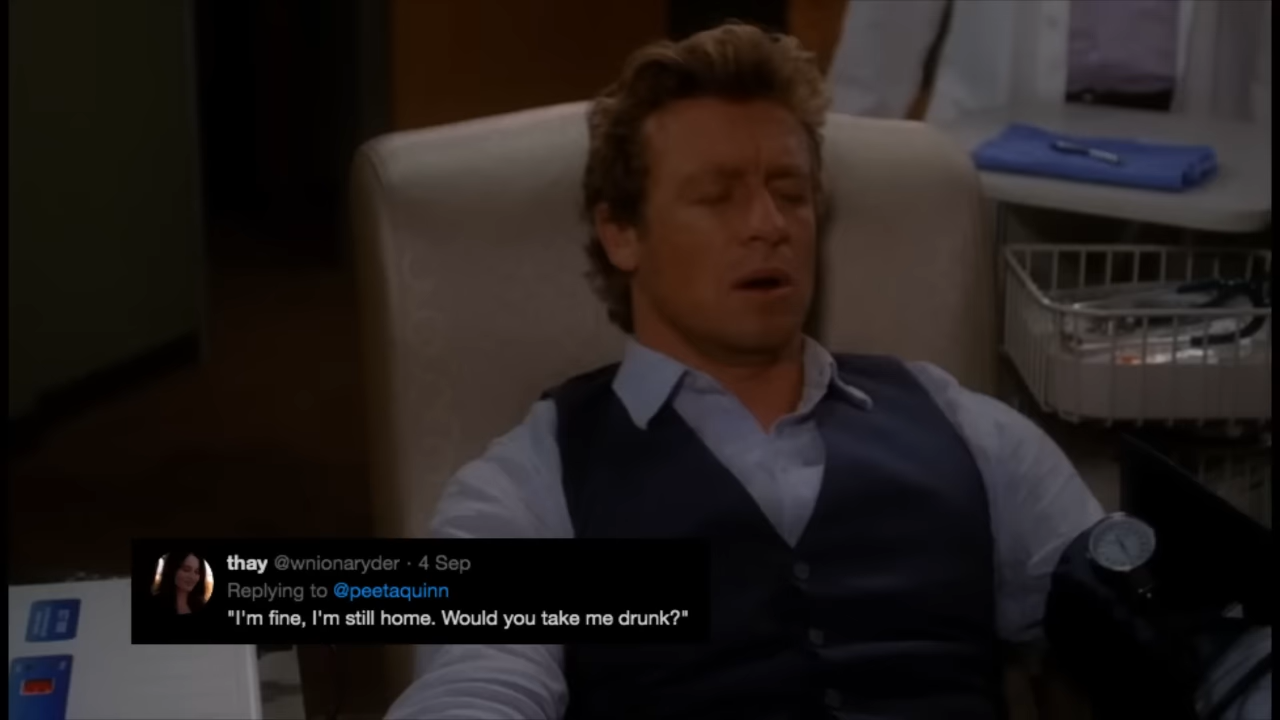 thay @wnionaryder · 4 Sep
Replying to @peetaquinn
"I'm fine, I'm still home. Would you take me drunk?"